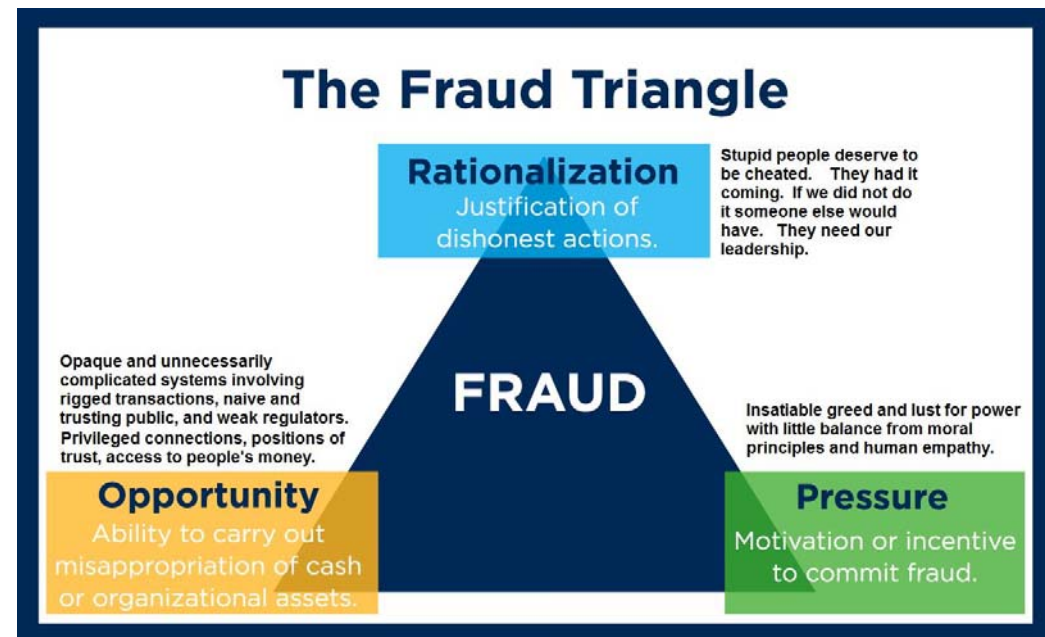 The Fraud Triangle
Rationalization
Justification of
dishonest actions.
Stupid people deserve to
be cheated. They had it
coming. If we did not do
it someone else would
have. They need our
leadership.
FRAUD
Opaque and unnecessarily
complicated systems involving
rigged transactions, naive and
trusting public, and weak regulators.
Privileged connections, positions of
trust, access to people's money.
Opportunity
Ability to carry out
misappropriation of cash
or organizational assets.
Insatiable greed and lust for power
with little balance from moral
principles and human empathy.
Pressure
Motivation or incentive
to commit fraud.